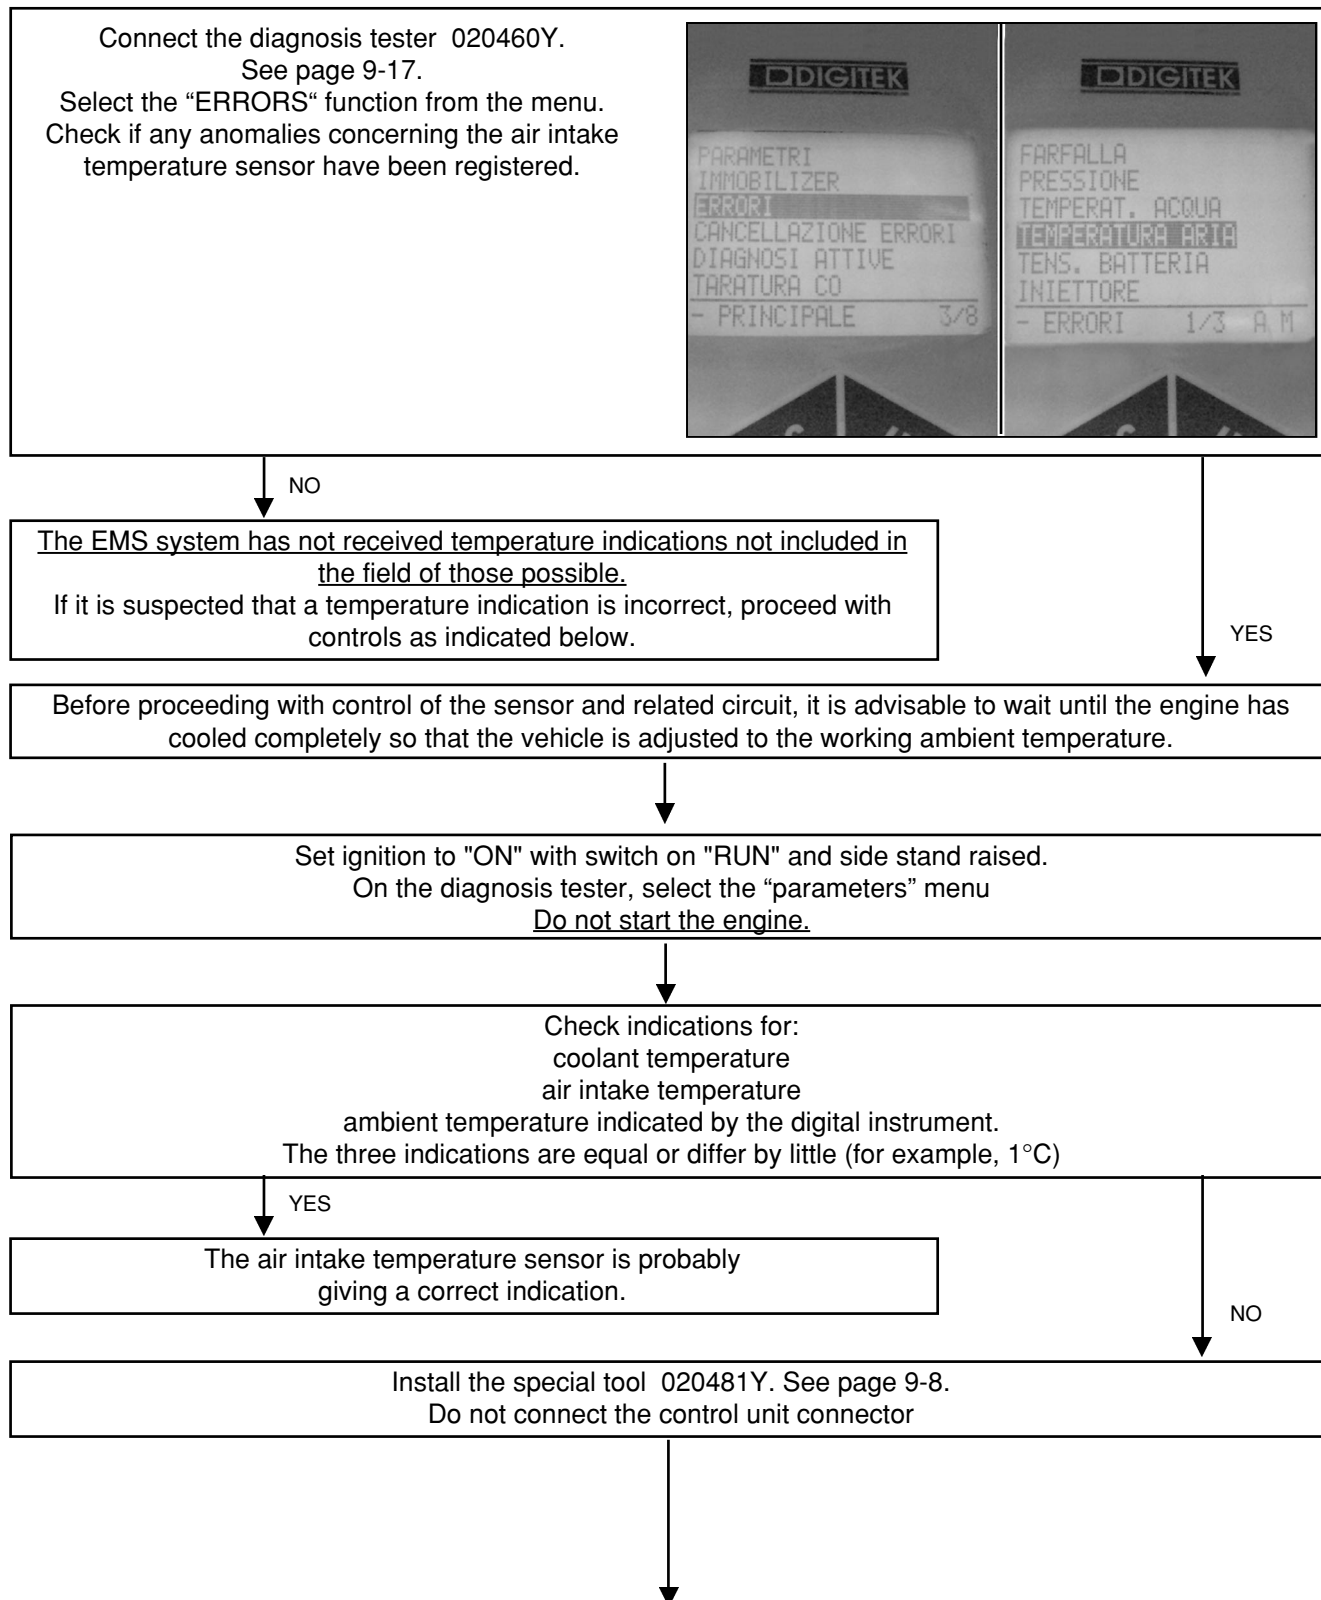 Connect the diagnosis tester 020460Y.
See page 9-17.
Select the “ERRORS“ function from the menu.
Check if any anomalies concerning the air intake
temperature sensor have been registered.
DIGITEK
PARAMETRI
IMMOBILIZER
ERRORI
CANCELLAZIONE ERRORI
DIAGNOSI ATTIVE
TARATURA CO
- PRINCIPALE 3/8
DIGITEK
FARFALLA
PRESSIONE
TEMPERAT. ACQUA
TEMPERATURA ARIA
TENS. BATTERIA
INIETTORE
- ERRORI 1/3 A M
NO
The EMS system has not received temperature indications not included in
the field of those possible.
If it is suspected that a temperature indication is incorrect, proceed with
controls as indicated below.
YES
Before proceeding with control of the sensor and related circuit, it is advisable to wait until the engine has
cooled completely so that the vehicle is adjusted to the working ambient temperature.
Set ignition to "ON" with switch on "RUN" and side stand raised.
On the diagnosis tester, select the “parameters” menu
Do not start the engine.
Check indications for:
coolant temperature
air intake temperature
ambient temperature indicated by the digital instrument.
The three indications are equal or differ by little (for example, 1°C)
YES
The air intake temperature sensor is probably
giving a correct indication.
NO
Install the special tool 020481Y. See page 9-8.
Do not connect the control unit connector